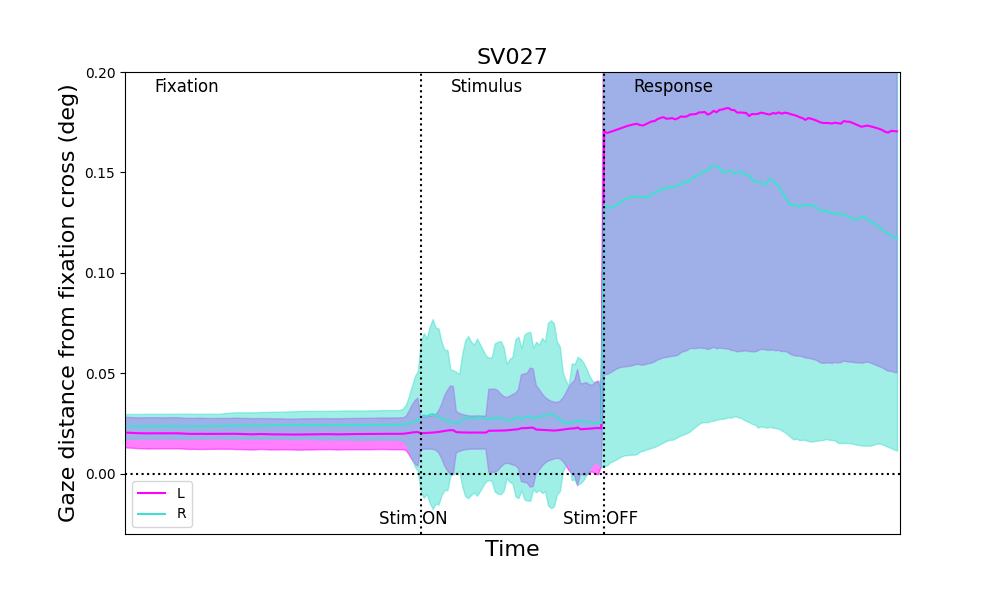 SV027
Fixation
Stimulus
Response
Gaze distance from fixation cross (deg)
0.20
0.15
0.10
0.05
0.00
L
R
Stim ON
Stim OFF
Time